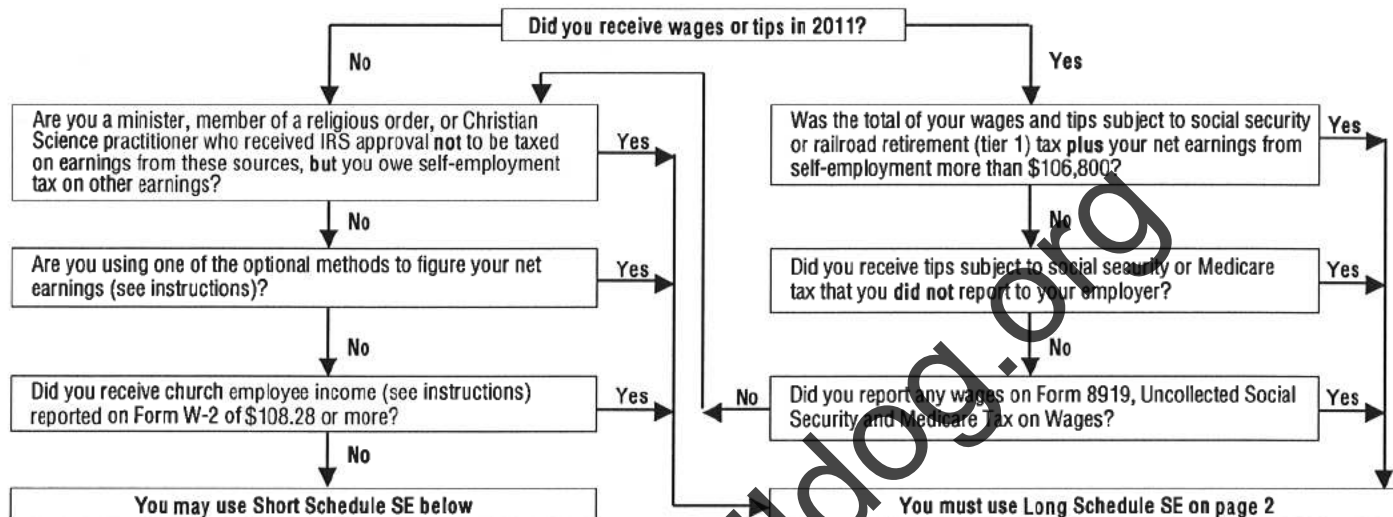 Did you receive wages or tips in 2011?
No
Yes
Are you a minister, member of a religious order, or Christian
Science practitioner who received IRS approval not to be taxed
on earnings from these sources, but you owe self-employment
tax on other earnings?
Yes
No
Are you using one of the optional methods to figure your net
earnings (see instructions)?
Yes
No
Did you receive church employee income (see instructions)
reported on Form W-2 of $108.28 or more?
Yes
No
You may use Short Schedule SE below
Was the total of your wages and tips subject to social security
or railroad retirement (tier 1) tax plus your net earnings from
self-employment more than $106,800?
Yes
No
Did you receive tips subject to social security or Medicare
tax that you did not report to your employer?
Yes
No
No
Did you report any wages on Form 8919, Uncollected Social
Security and Medicare Tax on Wages?
Yes
You must use Long Schedule SE on page 2
ldog.org